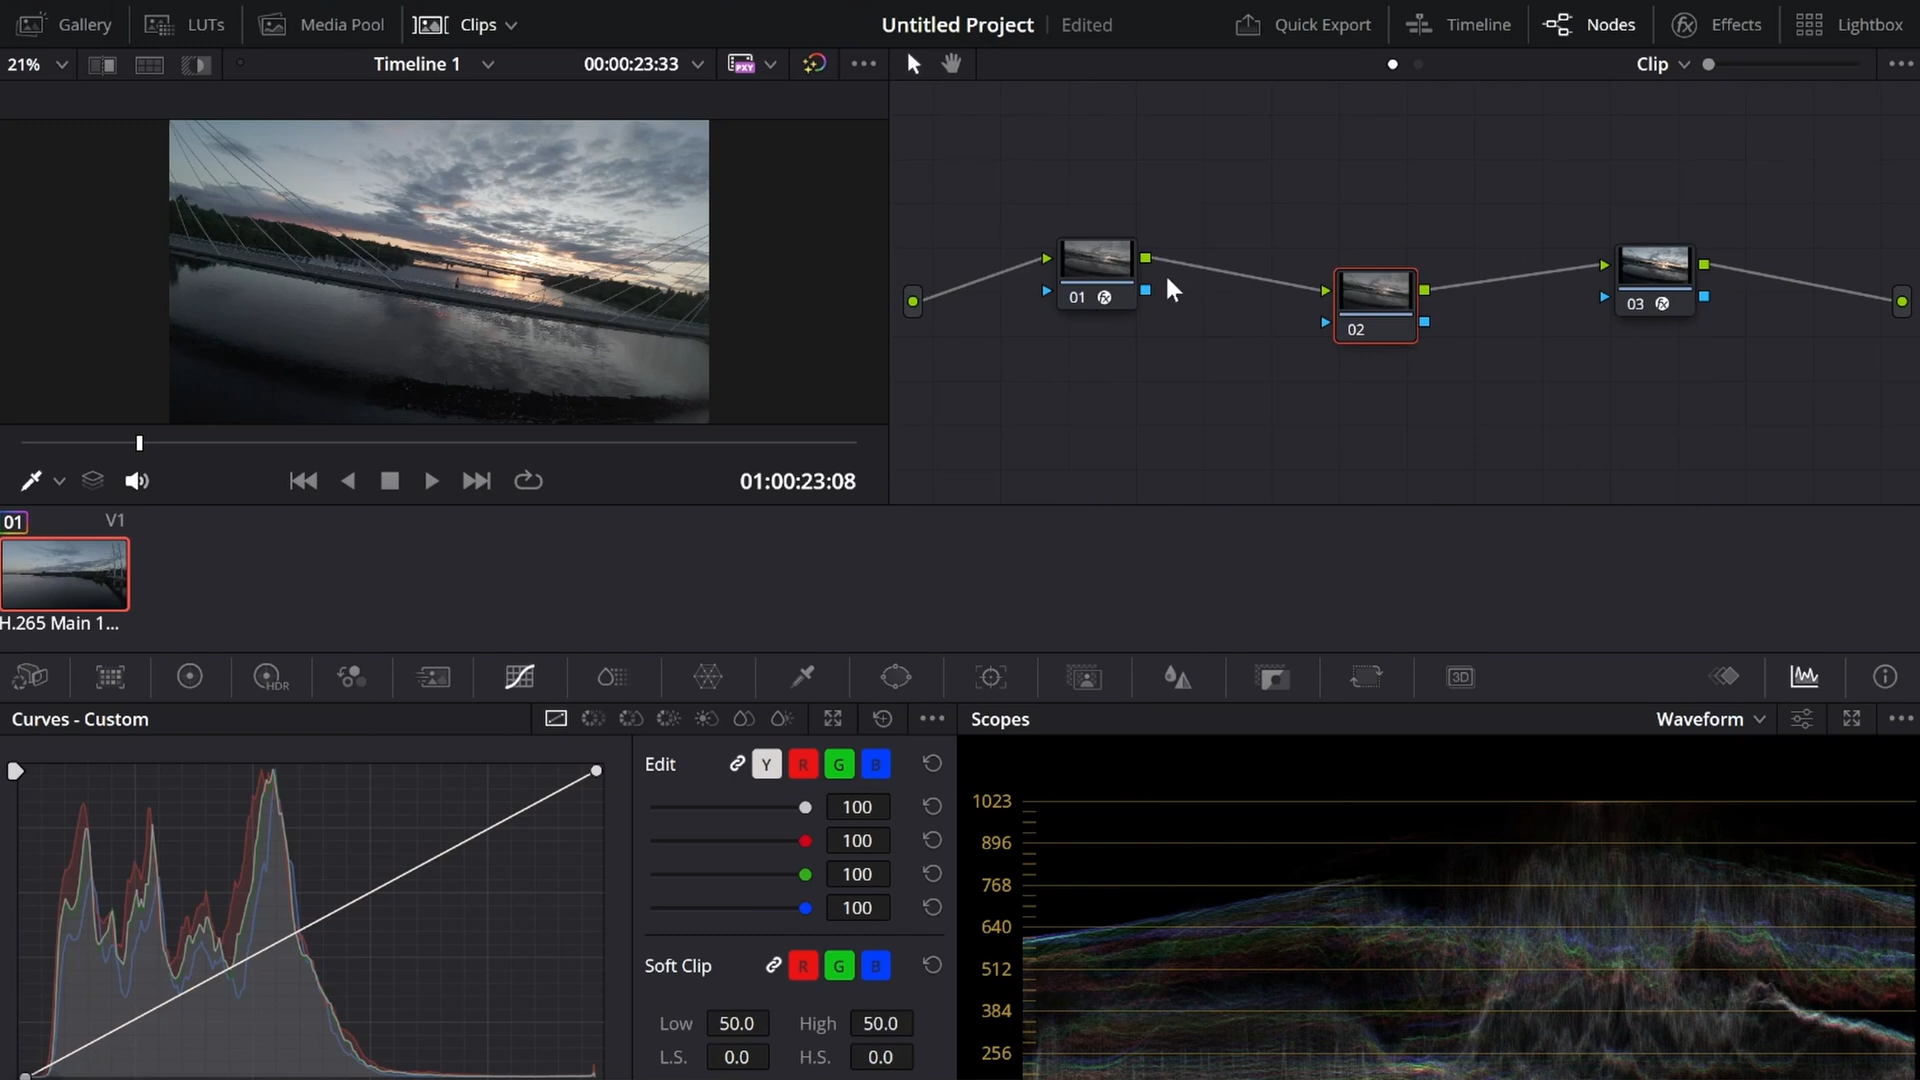 Gallery LUTs Media Pool Clips Untitled Project Edited Quick Export Timeline Nodes Effects Lightbox
21% Timeline 1 00:00:23:33 PXY Clip
01
02
03
01:00:23:08
01 V1
H.265 Main 1...
HDR 3D
Curves - Custom Scopes Waveform
Edit Y R G B
100
100
100
100
Soft Clip R G B
Low 50.0 High 50.0
L.S. 0.0 H.S. 0.0
1023
896
768
640
512
384
256